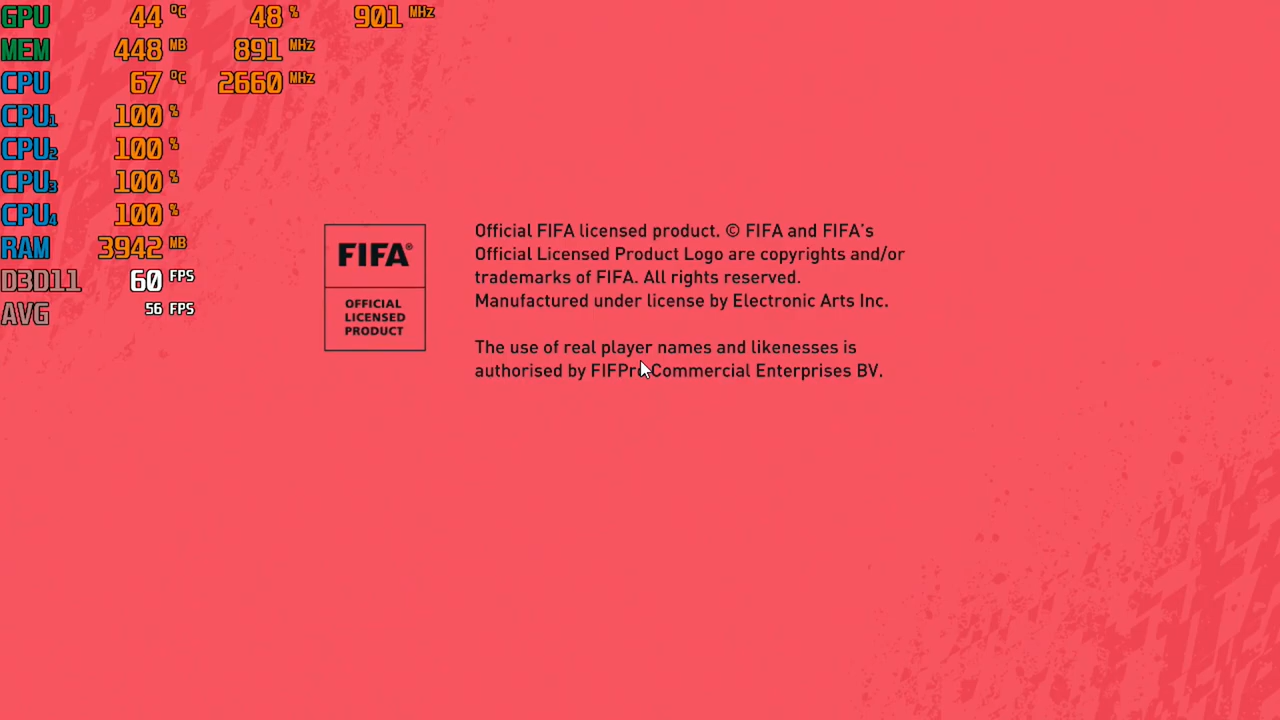 GPU 44 °C 48 % 901 MHz
MEM 448 MB 891 MHz
CPU 67 °C 2660 MHz
CPU1 100 %
CPU2 100 %
CPU3 100 %
CPU4 100 %
RAM 3942 MB
D3D11 60 FPS
AVG 56 FPS
FIFA®
OFFICIAL
LICENSED
PRODUCT
Official FIFA licensed product. © FIFA and FIFA's
Official Licensed Product Logo are copyrights and/or
trademarks of FIFA. All rights reserved.
Manufactured under license by Electronic Arts Inc.
The use of real player names and likenesses is
authorised by FIFPro Commercial Enterprises BV.